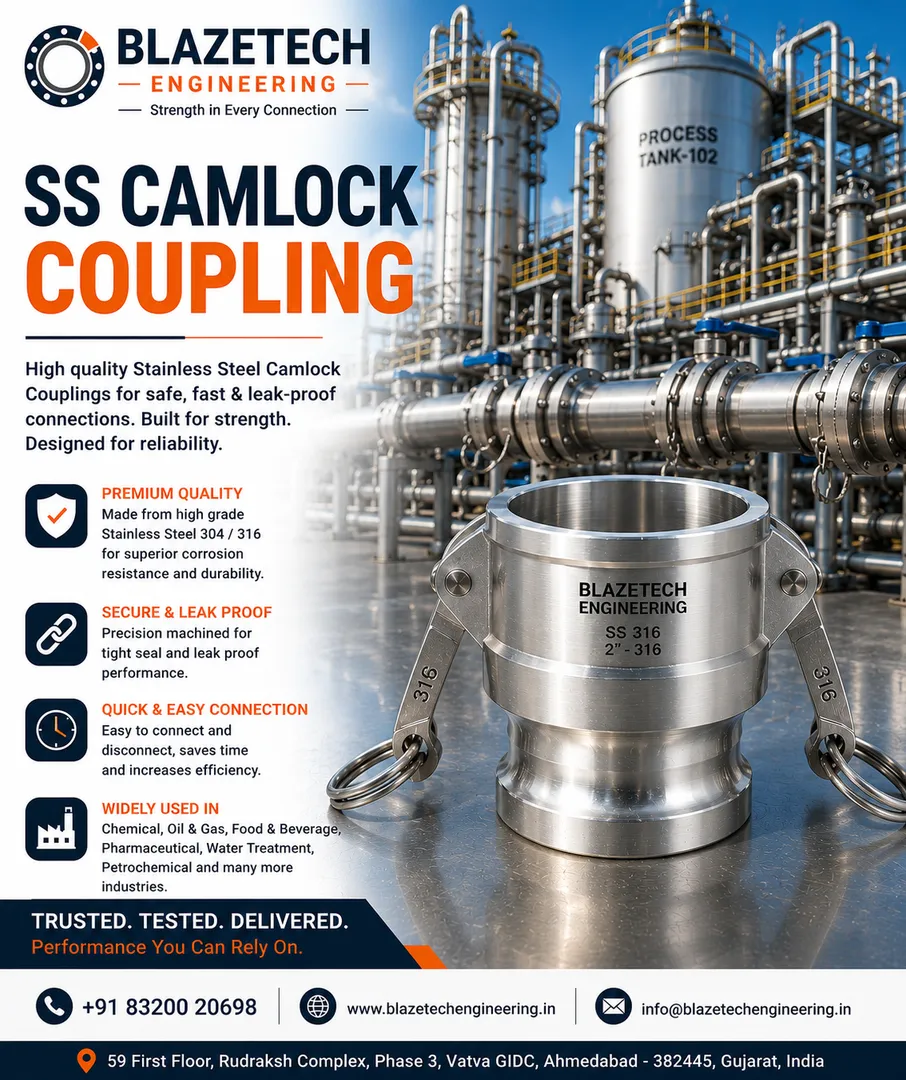 BLAZETECH
ENGINEERING
Strength in Every Connection
PROCESS
TANK-102
SS CAMLOCK
COUPLING
High quality Stainless Steel Camlock
Couplings for safe, fast & leak-proof
connections. Built for strength.
Designed for reliability.
PREMIUM QUALITY
Made from high grade
Stainless Steel 304 / 316
for superior corrosion
resistance and durability.
SECURE & LEAK PROOF
Precision machined for
tight seal and leak proof
performance.
QUICK & EASY CONNECTION
Easy to connect and
disconnect, saves time
and increases efficiency.
WIDELY USED IN
Chemical, Oil & Gas, Food & Beverage,
Pharmaceutical, Water Treatment,
Petrochemical and many more
industries.
BLAZETECH
ENGINEERING
SS 316
2" - 316
316
316
TRUSTED. TESTED. DELIVERED.
Performance You Can Rely On.
+91 83200 20698
www.blazetechengineering.in
info@blazetechengineering.in
59 First Floor, Rudraksh Complex, Phase 3, Vatva GIDC, Ahmedabad - 382445, Gujarat, India